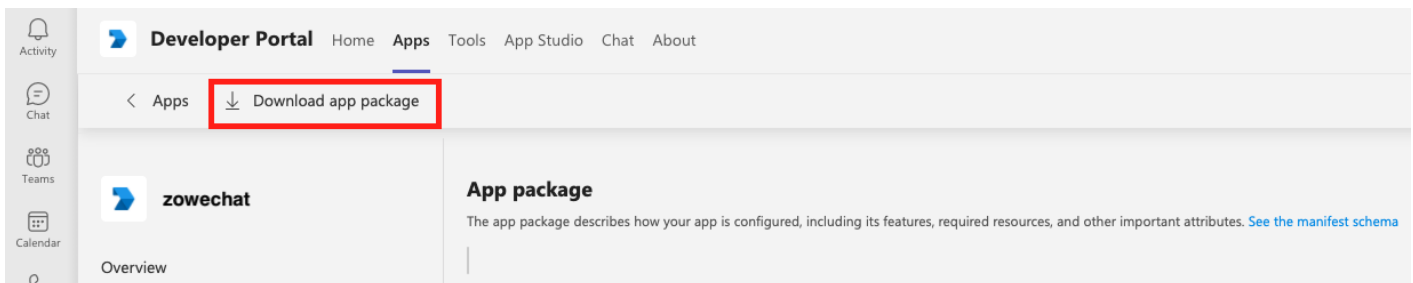 Activity
Developer Portal Home Apps Tools App Studio Chat About
Chat
Apps Download app package
Teams
zowechat
App package
The app package describes how your app is configured, including its features, required resources, and other important attributes. See the manifest schema
Calendar
Overview